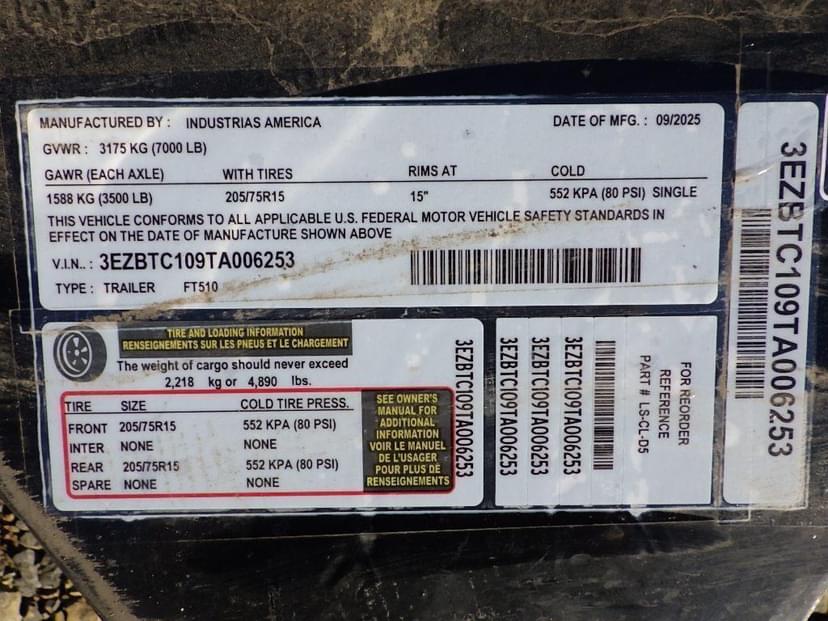 MANUFACTURED BY : INDUSTRIAS AMERICA DATE OF MFG. : 09/2025
GVWR : 3175 KG (7000 LB)
GAWR (EACH AXLE) WITH TIRES RIMS AT COLD
1588 KG (3500 LB) 205/75R15 15" 552 KPA (80 PSI) SINGLE
THIS VEHICLE CONFORMS TO ALL APPLICABLE U.S. FEDERAL MOTOR VEHICLE SAFETY STANDARDS IN
EFFECT ON THE DATE OF MANUFACTURE SHOWN ABOVE
V.I.N.. : 3EZBTC109TA006253
TYPE : TRAILER FT510
TIRE AND LOADING INFORMATION
RENSEIGNEMENTS SUR LES PNEUS ET LE CHARGEMENT
The weight of cargo should never exceed
2,218 kg or 4,890 lbs.
TIRE SIZE COLD TIRE PRESS.
FRONT 205/75R15 552 KPA (80 PSI)
INTER NONE NONE
REAR 205/75R15 552 KPA (80 PSI)
SPARE NONE NONE
SEE OWNER'S
MANUAL FOR
ADDITIONAL
INFORMATION
VOIR LE MANUEL
DE L'USAGER
POUR PLUS DE
RENSEIGNEMENTS
3EZBTC109TA006253
3EZBTC109TA006253
3EZBTC109TA006253
3EZBTC109TA006253
FOR REORDER
REFERENCE
PART # LS-CL-D5
3EZBTC109TA006253